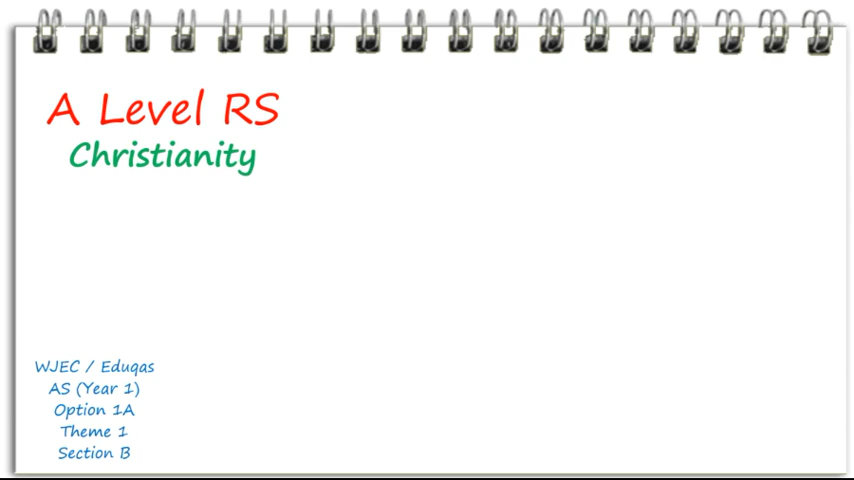 A Level RS
Christianity
WJEC / Eduqas
AS (Year 1)
Option 1A
Theme 1
Section B